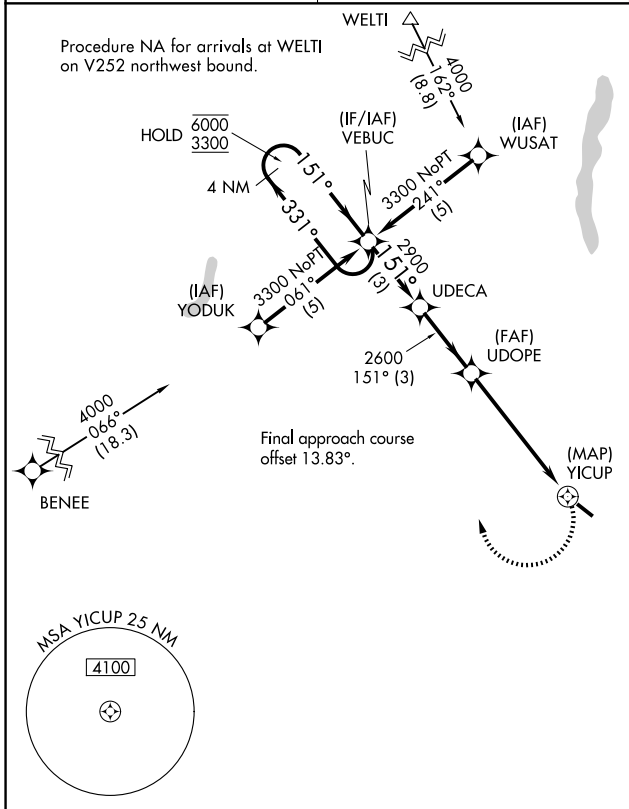 WELTI
Procedure NA for arrivals at WELTI
on V252 northwest bound.
4000
162°
(8.8)
HOLD 6000
3300
(IF/IAF)
VEBUC
(IAF)
WUSAT
4 NM
151°
331°
3300 NoPT
241°
(5)
(IAF)
YODUK
3300 NoPT
061°
(5)
2900
151°
(3)
UDECA
(FAF)
UDOPE
2600
151° (3)
4000
066°
(18.3)
BENEE
Final approach course
offset 13.83°.
(MAP)
YICUP
MSA YICUP 25 NM
4100